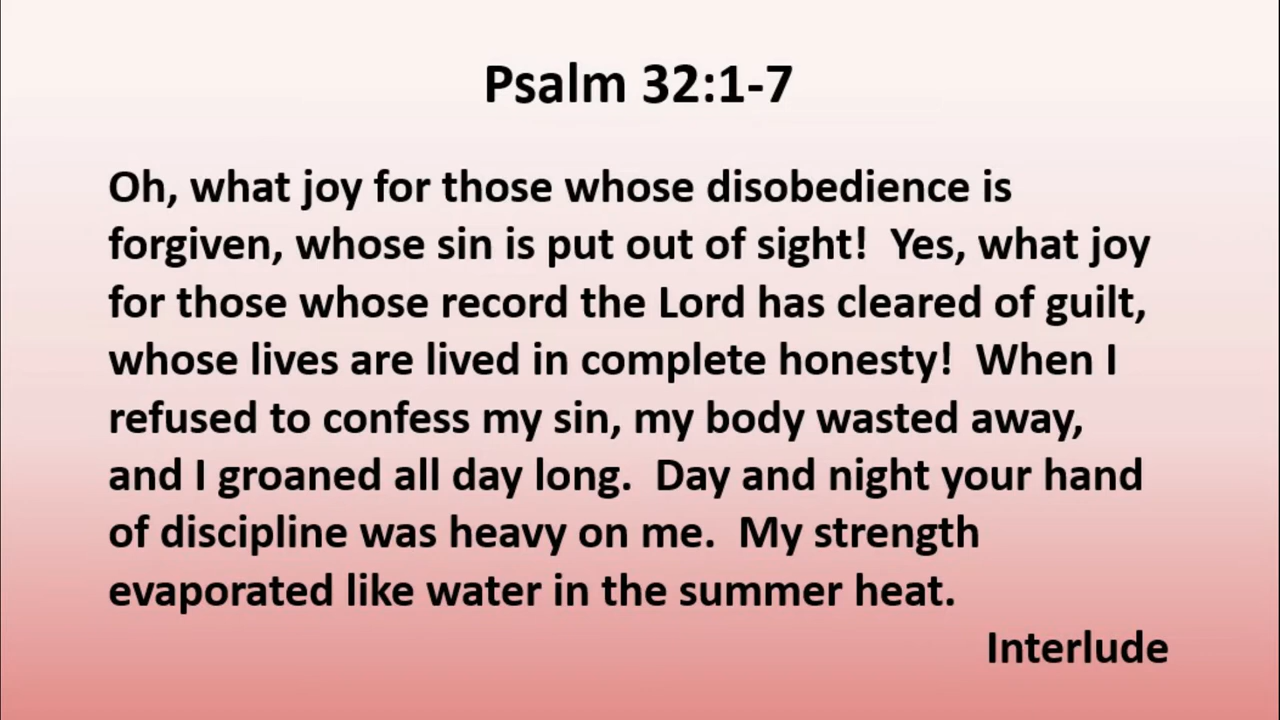 Psalm 32:1-7
Oh, what joy for those whose disobedience is
forgiven, whose sin is put out of sight!  Yes, what joy
for those whose record the Lord has cleared of guilt,
whose lives are lived in complete honesty!  When I
refused to confess my sin, my body wasted away,
and I groaned all day long.  Day and night your hand
of discipline was heavy on me.  My strength
evaporated like water in the summer heat.
Interlude